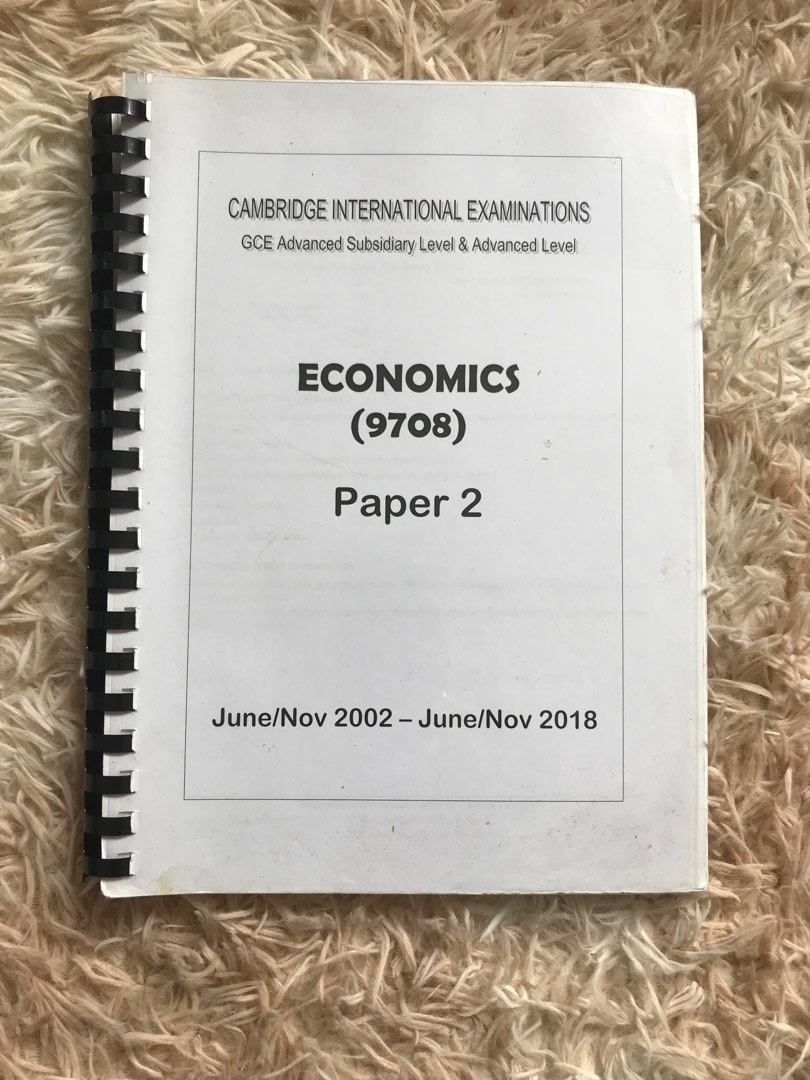 CAMBRIDGE INTERNATIONAL EXAMINATIONS
GCE Advanced Subsidiary Level & Advanced Level
ECONOMICS
(9708)
Paper 2
June/Nov 2002 – June/Nov 2018